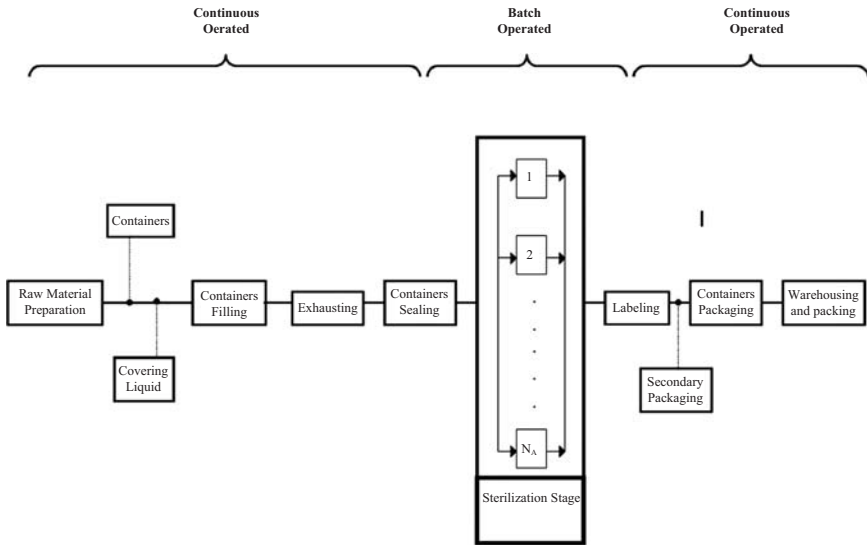 Continuous
Oerated
Batch
Operated
Continuous
Operated
1
Containers
2
Raw Material
Preparation
Containers
Filling
Exhausting
Containers
Sealing
Labeling
Containers
Packaging
Warehousing
and packing
Covering
Liquid
Secondary
Packaging
N_A
Sterilization Stage